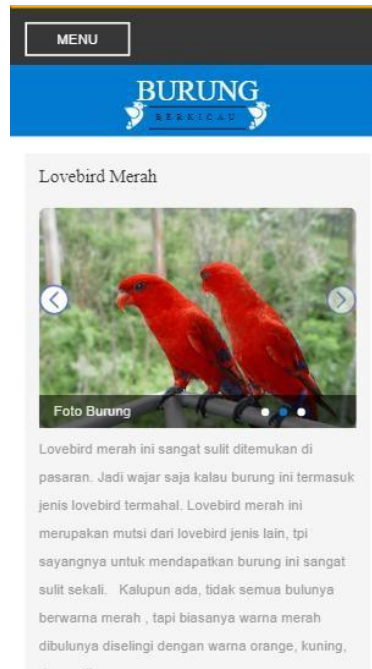 MENU
BURUNG
BERKICAU
Lovebird Merah
Foto Burung
Lovebird merah ini sangat sulit ditemukan di
pasaran. Jadi wajar saja kalau burung ini termasuk
jenis lovebird termahal. Lovebird merah ini
merupakan mutsi dari lovebird jenis lain, tpi
sayangnya untuk mendapatkan burung ini sangat
sulit sekali. Kalupun ada, tidak semua bulunya
berwarna merah , tapi biasanya warna merah
dibulunya diselingi dengan warna orange, kuning,